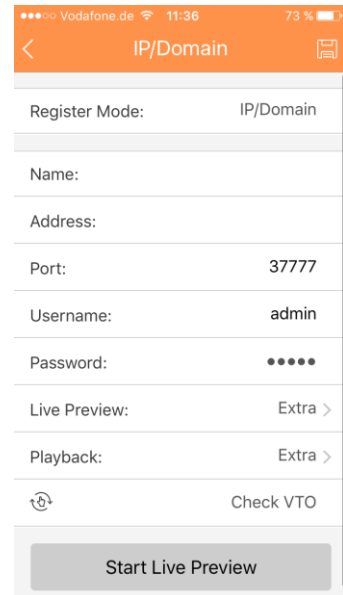 Vodafone.de 11:36 73 %
IP/Domain
Register Mode: IP/Domain
Name:
Address:
Port: 37777
Username: admin
Password: •••••
Live Preview: Extra
Playback: Extra
Check VTO
Start Live Preview